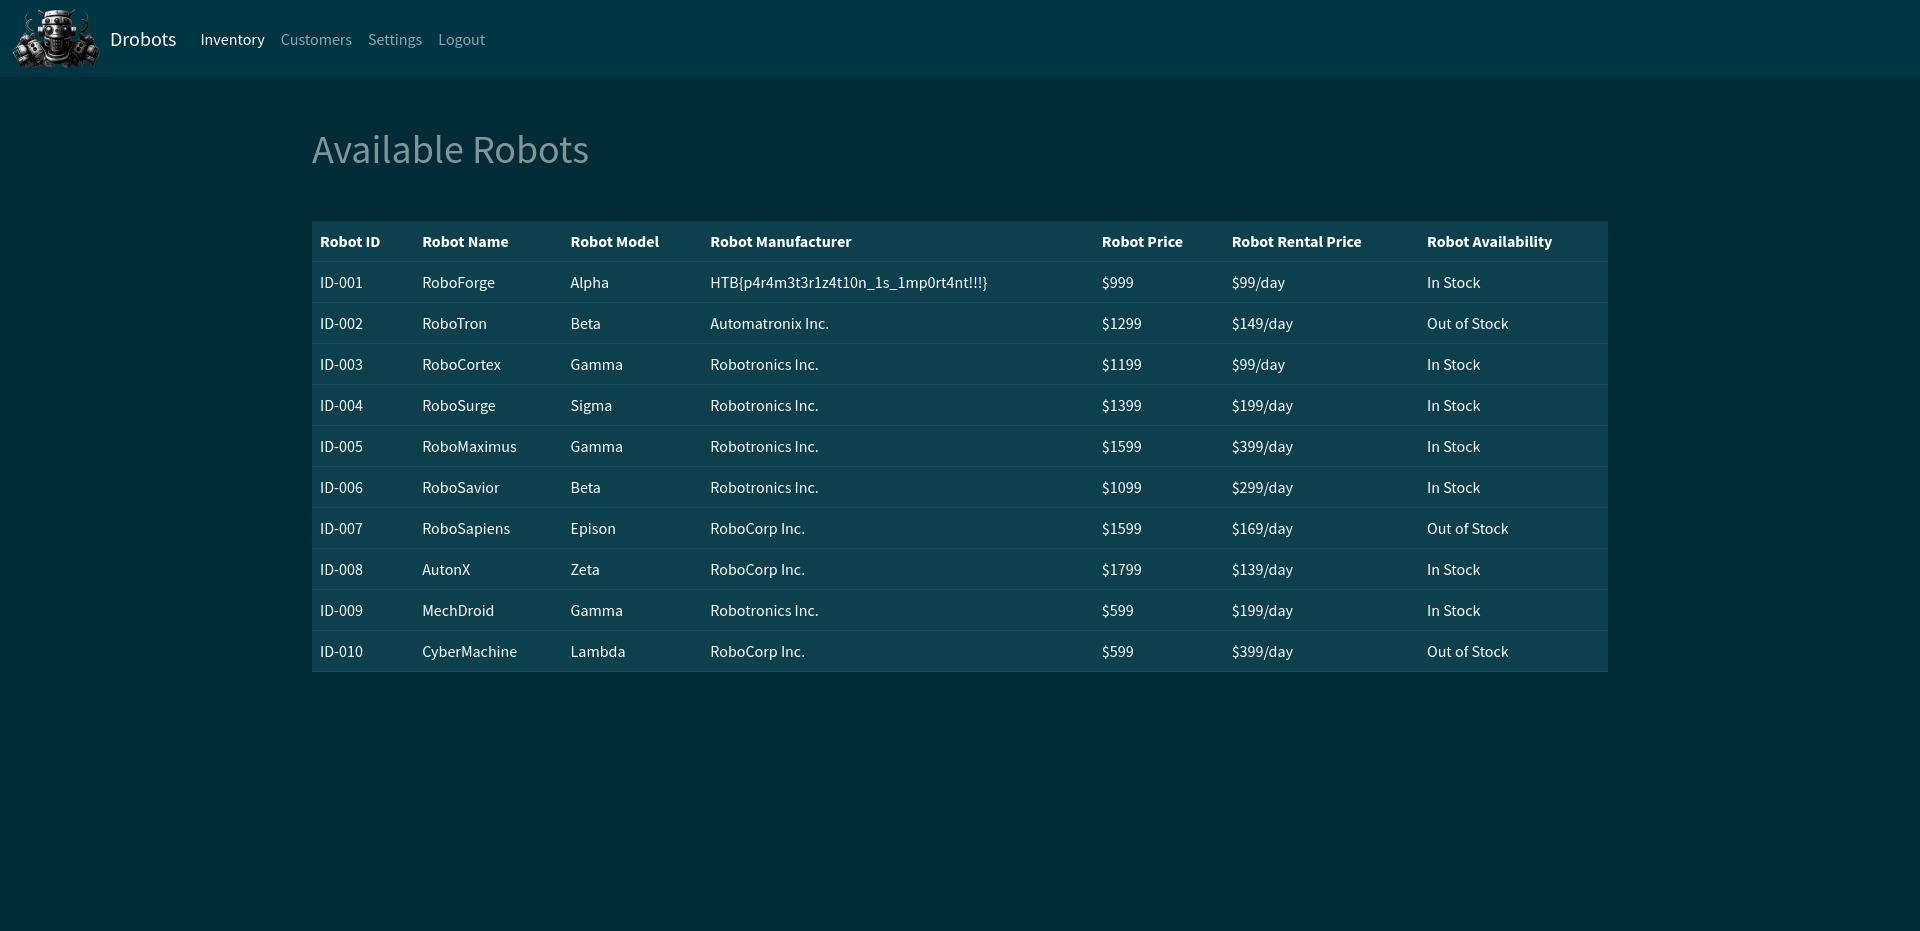 Drobots Inventory Customers Settings Logout
Available Robots
Robot ID Robot Name Robot Model Robot Manufacturer Robot Price Robot Rental Price Robot Availability
ID-001 RoboForge Alpha HTB{p4r4m3t3r1z4t10n_1s_1mp0rt4nt!!!} $999 $99/day In Stock
ID-002 RoboTron Beta Automatronix Inc. $1299 $149/day Out of Stock
ID-003 RoboCortex Gamma Robotronics Inc. $1199 $99/day In Stock
ID-004 RoboSurge Sigma Robotronics Inc. $1399 $199/day In Stock
ID-005 RoboMaximus Gamma Robotronics Inc. $1599 $399/day In Stock
ID-006 RoboSavior Beta Robotronics Inc. $1099 $299/day In Stock
ID-007 RoboSapiens Epison RoboCorp Inc. $1599 $169/day Out of Stock
ID-008 AutonX Zeta RoboCorp Inc. $1799 $139/day In Stock
ID-009 MechDroid Gamma Robotronics Inc. $599 $199/day In Stock
ID-010 CyberMachine Lambda RoboCorp Inc. $599 $399/day Out of Stock